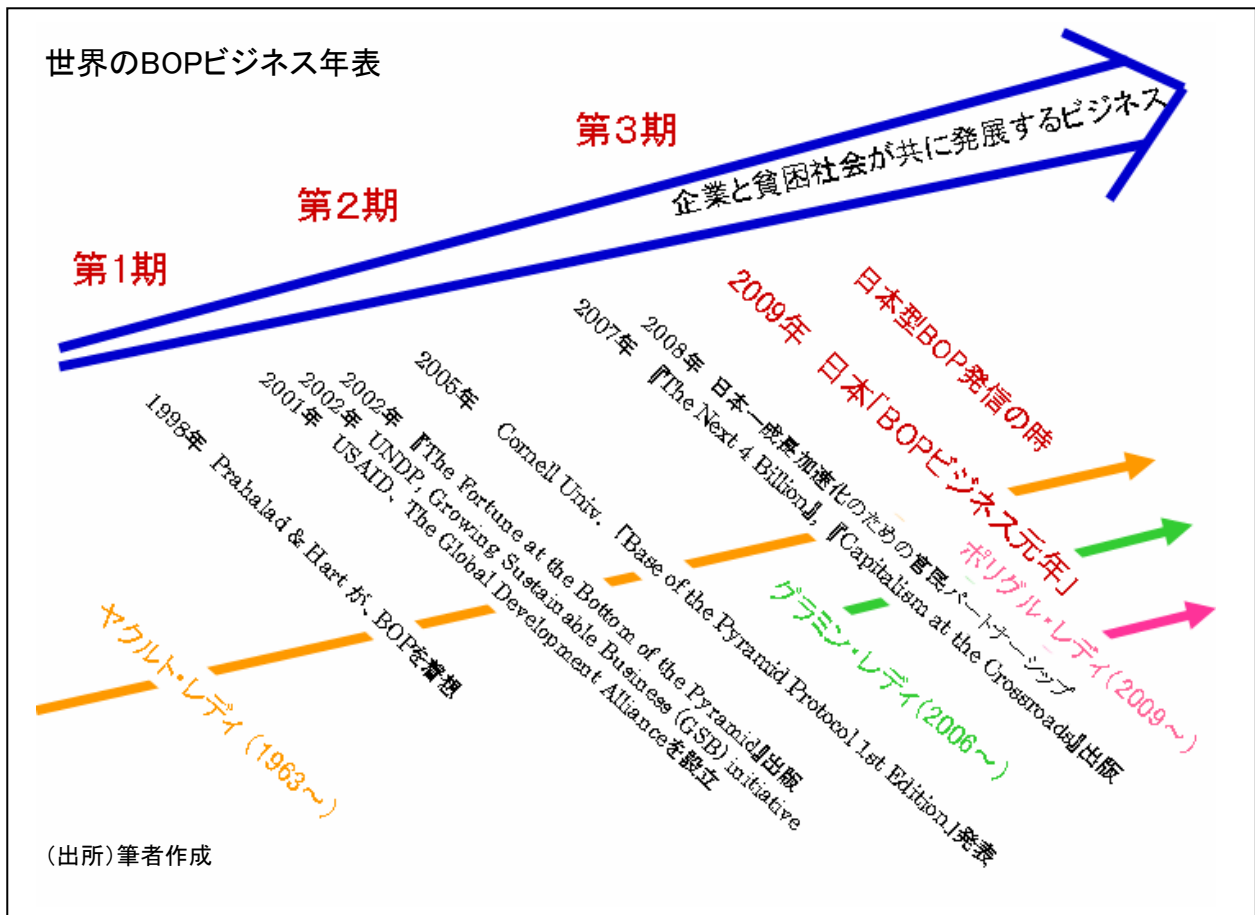 世界のBOPビジネス年表
第1期
第2期
第3期
企業と貧困社会が共に発展するビジネス
1998年 Prahalad & Hart が、BOPを着想
2001年 USAID、The Global Development Allianceを設立
2002年 UNDP, Growing Sustainable Business (GSB) initiative
2002年 『The Fortune at the Bottom of the Pyramid』出版
2005年 Cornell Univ. 「Base of the Pyramid Protocol 1st Edition」発表
2007年 『The Next 4 Billion』, 『Capitalism at the Crossroads』出版
2008年 日本－成長加速化のための官民パートナーシップ
2009年 日本「BOPビジネス元年」
日本型BOP発信の時
ヤクルト・レディ (1963～)
グラミン・レディ(2006～)
ポリグル・レディ(2009～)
(出所)筆者作成